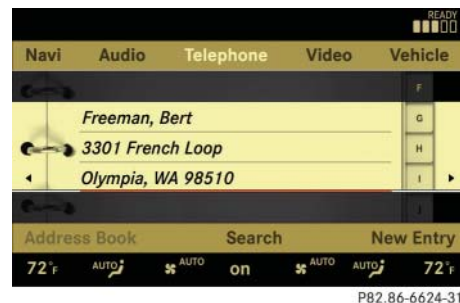 READY
Navi Audio Telephone Video Vehicle
F
Freeman, Bert
G
3301 French Loop
H
Olympia, WA 98510
I
J
Address Book Search New Entry
72°F AUTO AUTO on AUTO AUTO 72°F
P82.86-6624-31